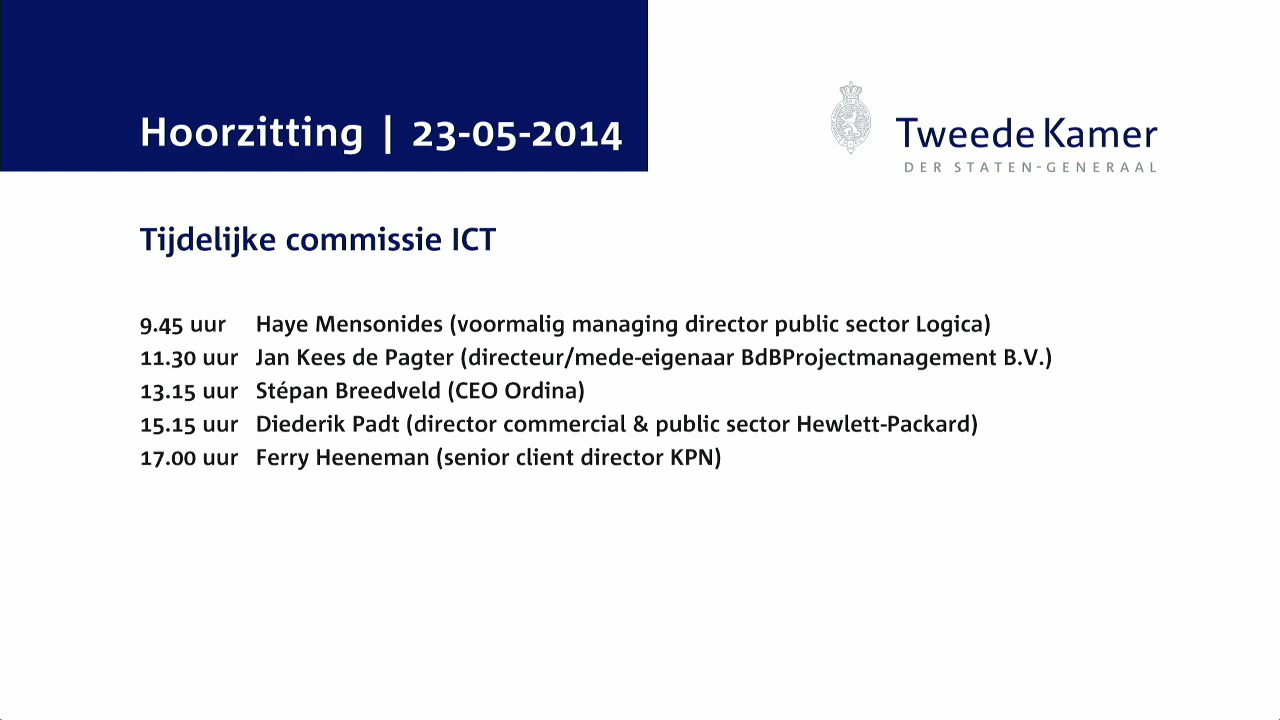 Hoorzitting | 23-05-2014
Tweede Kamer
DER STATEN-GENERAAL
Tijdelijke commissie ICT
9.45 uur Haye Mensonides (voormalig managing director public sector Logica)
11.30 uur Jan Kees de Pagter (directeur/mede-eigenaar BdBProjectmanagement B.V.)
13.15 uur Stépan Breedveld (CEO Ordina)
15.15 uur Diederik Padt (director commercial & public sector Hewlett-Packard)
17.00 uur Ferry Heeneman (senior client director KPN)